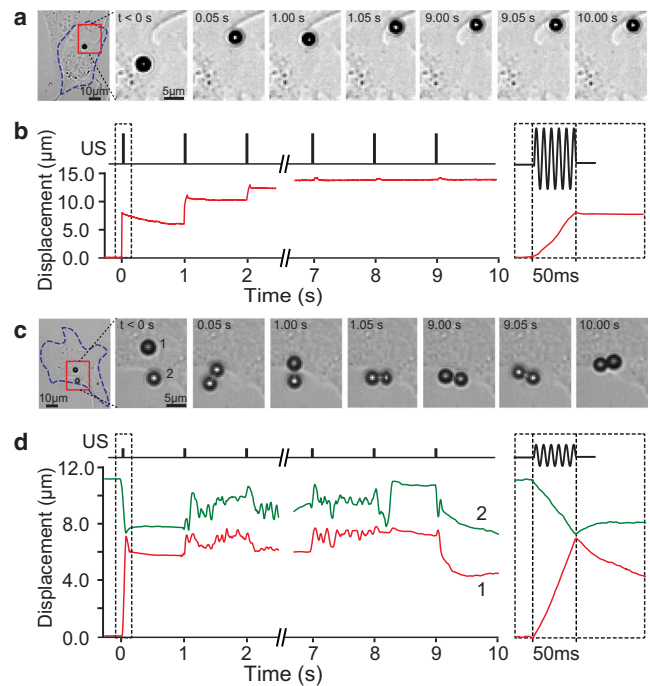 a
t < 0 s 0.05 s 1.00 s 1.05 s 9.00 s 9.05 s 10.00 s
10µm 5µm
b
US
Displacement (µm)
15.0
10.0
5.0
0.0
0 1 2 7 8 9 10
Time (s)
50ms
c
t < 0 s 0.05 s 1.00 s 1.05 s 9.00 s 9.05 s 10.00 s
1
2
10µm 5µm
d
US
Displacement (µm)
12.0
8.0
4.0
0.0
2
1
0 1 2 7 8 9 10
Time (s)
50ms